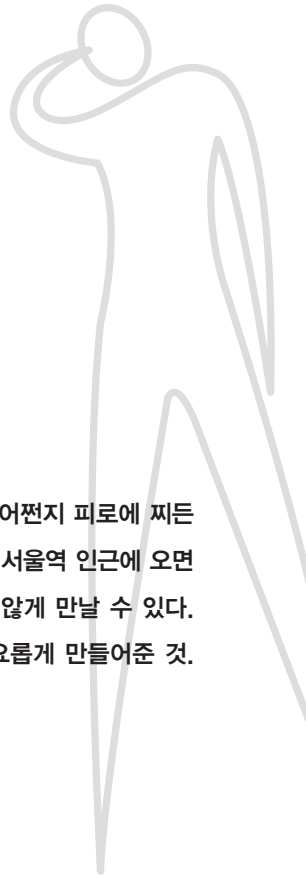 어쩐지 피로에 찌든
서울역 인근에 오면
않게 만날 수 있다.
요롭게 만들어준 것.